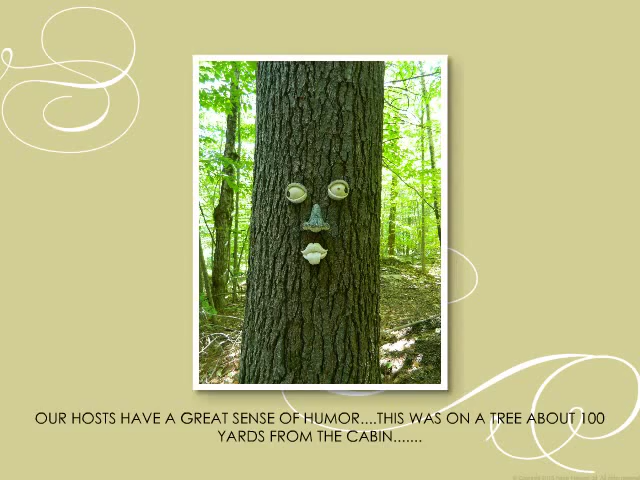 OUR HOSTS HAVE A GREAT SENSE OF HUMOR....THIS WAS ON A TREE ABOUT 100
YARDS FROM THE CABIN.......